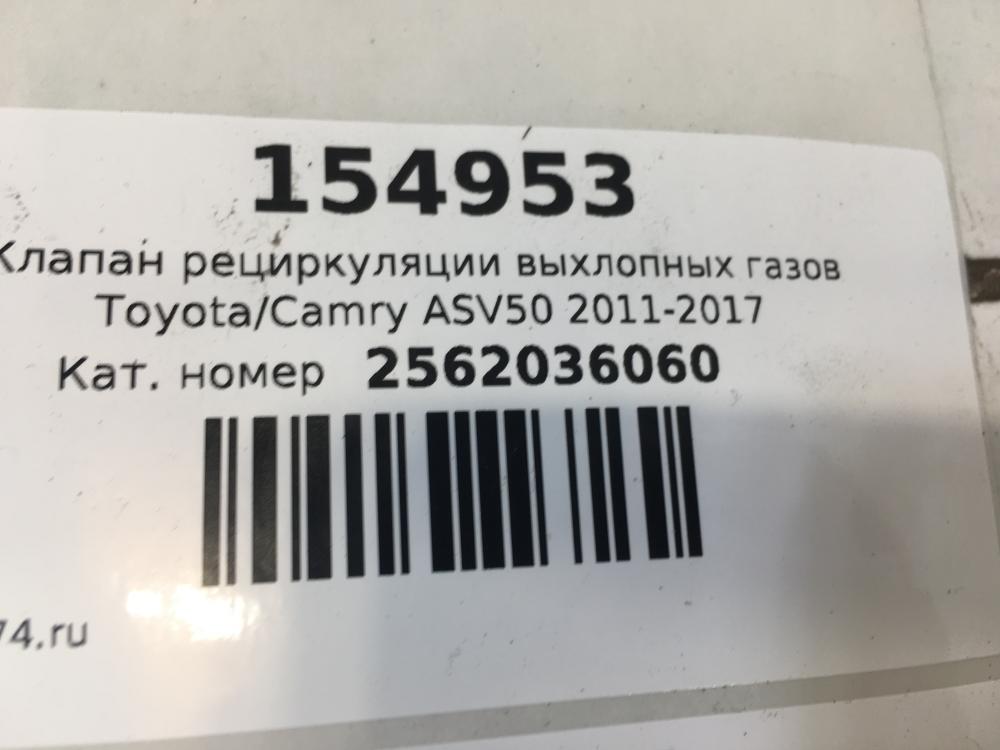 154953
Клапан рециркуляции выхлопных газов
Toyota/Camry ASV50 2011-2017
Кат. номер 2562036060
74.ru